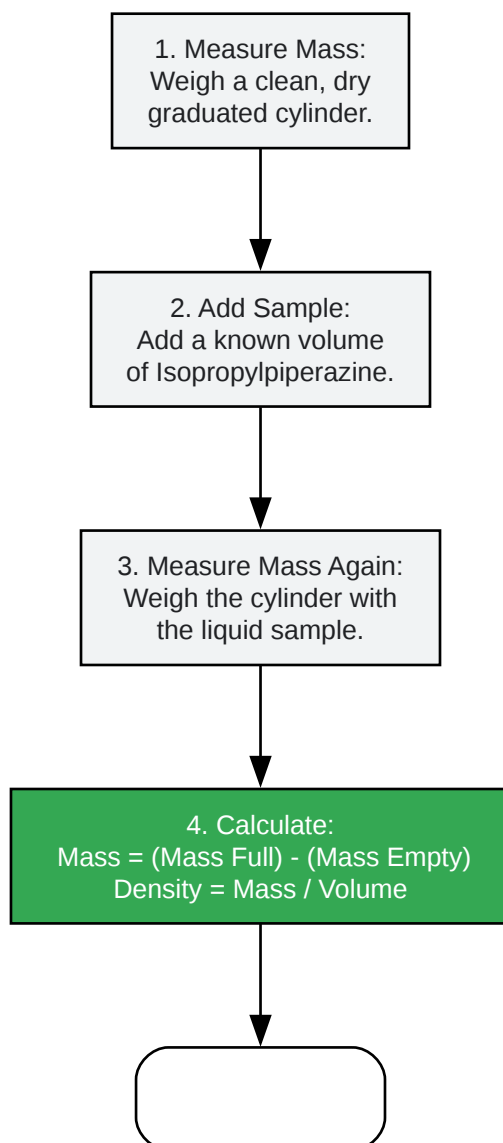 1. Measure Mass:
Weigh a clean, dry
graduated cylinder.
2. Add Sample:
Add a known volume
of Isopropylpiperazine.
3. Measure Mass Again:
Weigh the cylinder with
the liquid sample.
4. Calculate:
Mass = (Mass Full) - (Mass Empty)
Density = Mass / Volume